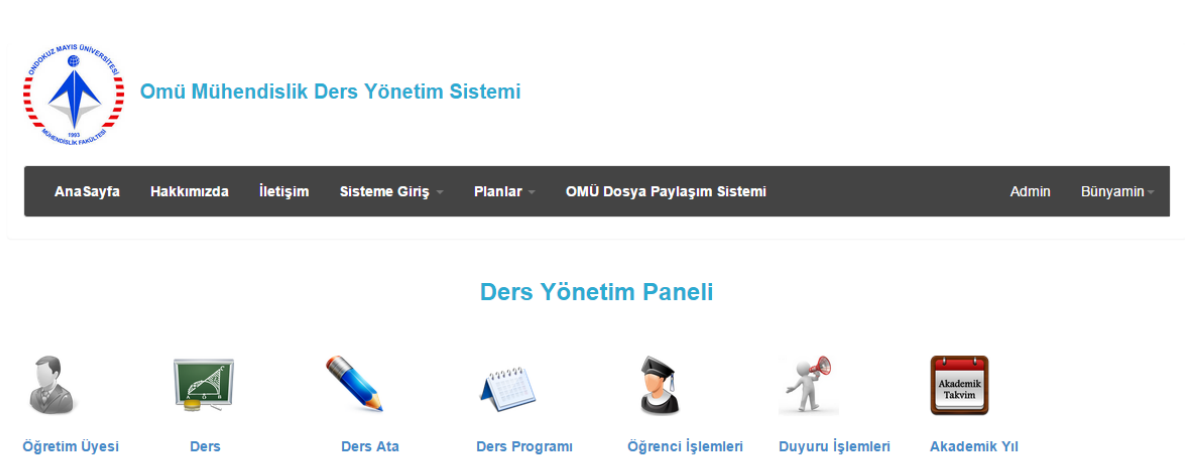 ONDOKUZ MAYIS ÜNİVERSİTESİ
1983
MÜHENDİSLİK FAKÜLTESİ
Omü Mühendislik Ders Yönetim Sistemi
AnaSayfa Hakkımızda İletişim Sisteme Giriş Planlar OMÜ Dosya Paylaşım Sistemi Admin Bünyamin
Ders Yönetim Paneli
Akademik
Takvim
Öğretim Üyesi Ders Ders Ata Ders Programı Öğrenci İşlemleri Duyuru İşlemleri Akademik Yıl